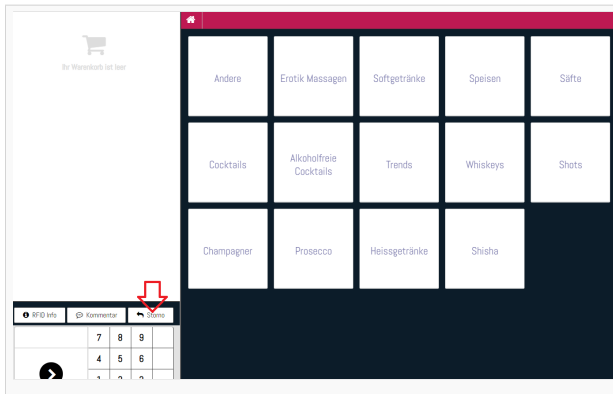 Ihr Warenkorb ist leer
Andere
Erotik Massagen
Softgetränke
Speisen
Säfte
Cocktails
Alkoholfreie
Cocktails
Trends
Whiskeys
Shots
Champagner
Prosecco
Heissgetränke
Shisha
RFID Info
Kommentar
Storno
7 8 9
4 5 6